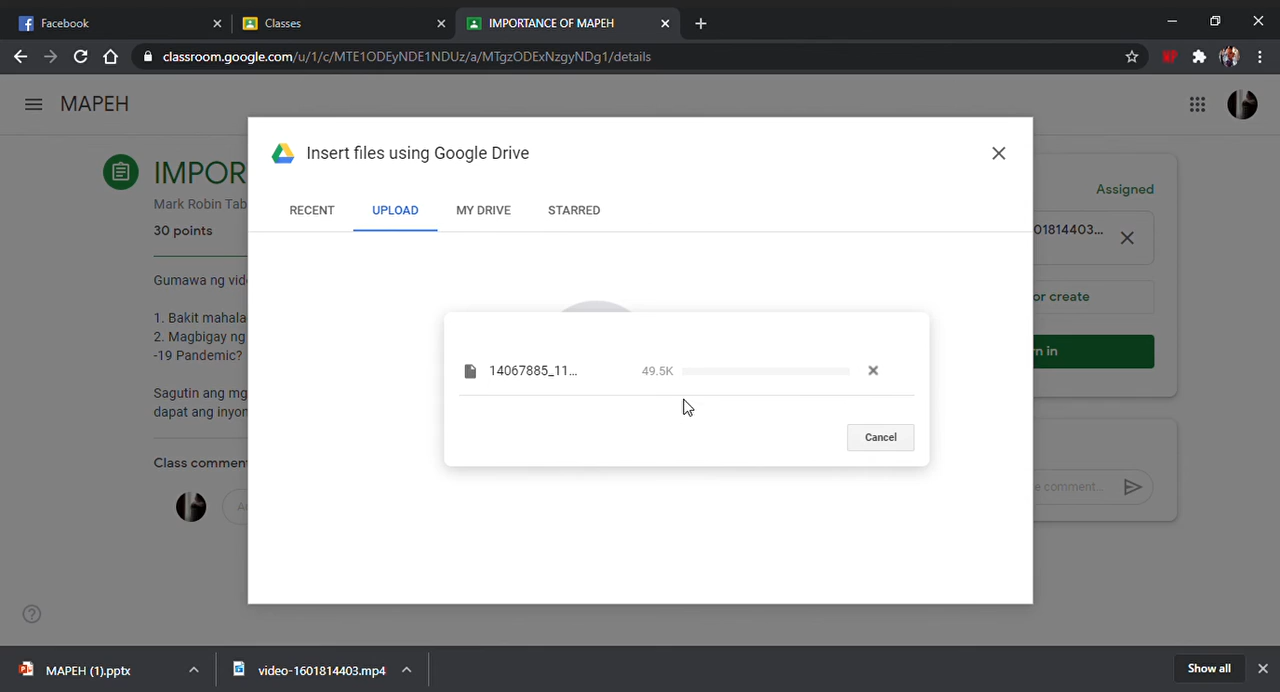 Facebook
Classes
IMPORTANCE OF MAPEH
classroom.google.com/u/1/c/MTE1ODEyNDE1NDUz/a/MTgzODExNzgyNDg1/details
MAPEH
Insert files using Google Drive
RECENT
UPLOAD
MY DRIVE
STARRED
IMPOR
Mark Robin Tab
30 points
Gumawa ng vide
1. Bakit mahala
2. Magbigay ng
-19 Pandemic?
Sagutin ang mg
dapat ang inyon
Class commen
Assigned
01814403...
or create
n in
e comment...
14067885_11...
49.5K
Cancel
MAPEH (1).pptx
video-1601814403.mp4
Show all